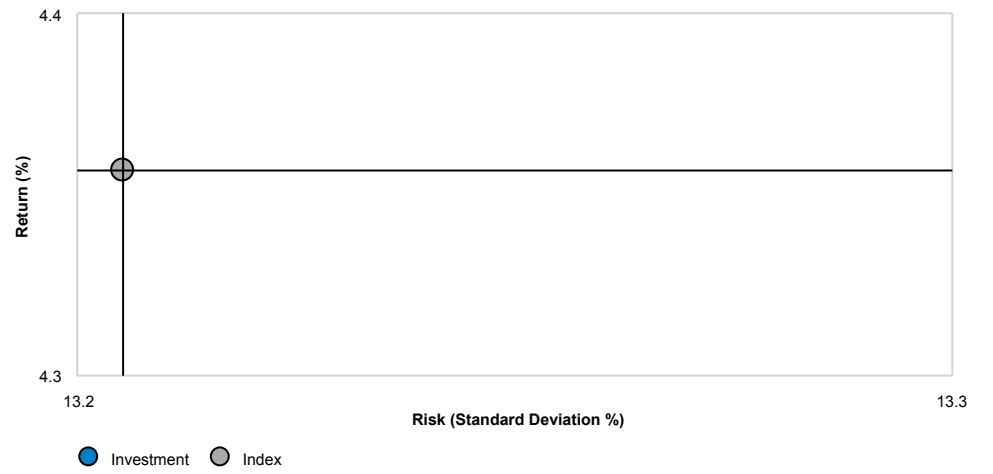 4.4
Return (%)
4.3
13.2
13.3
Risk (Standard Deviation %)
Investment Index